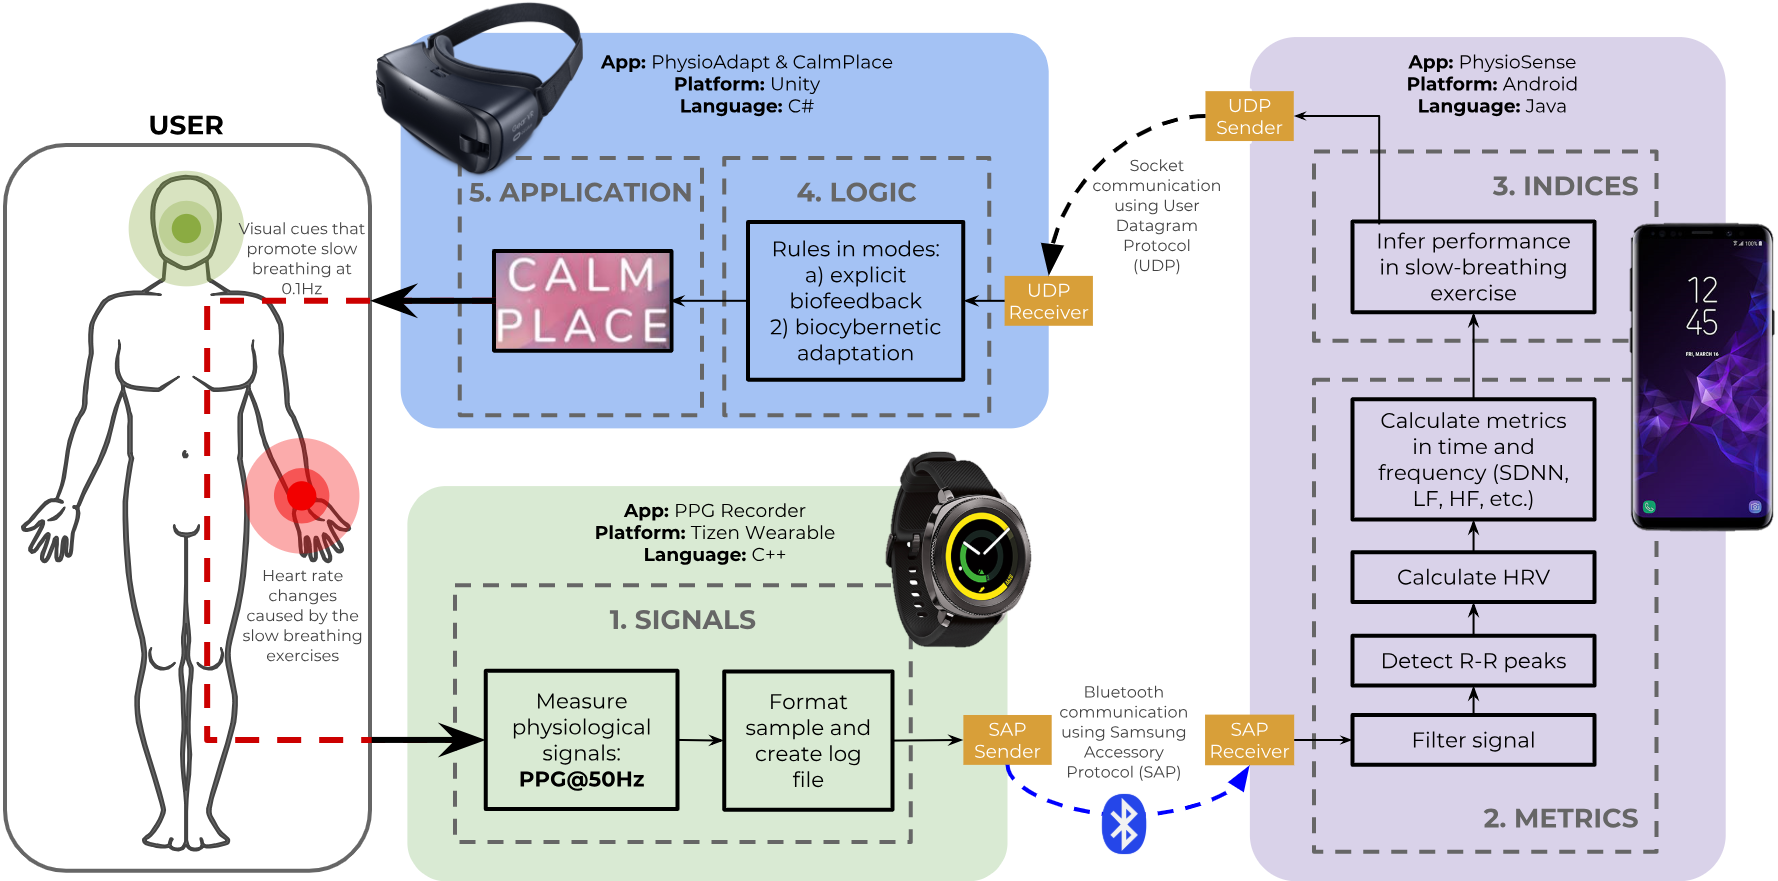 USER
Visual cues that
promote slow
breathing at
0.1Hz
Heart rate
changes
caused by the
slow breathing
exercises
App: PhysioAdapt & CalmPlace
Platform: Unity
Language: C#
5. APPLICATION
CALM
PLACE
4. LOGIC
Rules in modes:
a) explicit
biofeedback
2) biocybernetic
adaptation
UDP
Receiver
Socket
communication
using User
Datagram
Protocol
(UDP)
UDP
Sender
App: PhysioSense
Platform: Android
Language: Java
3. INDICES
Infer performance
in slow-breathing
exercise
Calculate metrics
in time and
frequency (SDNN,
LF, HF, etc.)
Calculate HRV
Detect R-R peaks
Filter signal
2. METRICS
100%
12
45
FRI, MARCH 16
App: PPG Recorder
Platform: Tizen Wearable
Language: C++
1. SIGNALS
Measure
physiological
signals:
PPG@50Hz
Format
sample and
create log
file
SAP
Sender
Bluetooth
communication
using Samsung
Accessory
Protocol (SAP)
SAP
Receiver